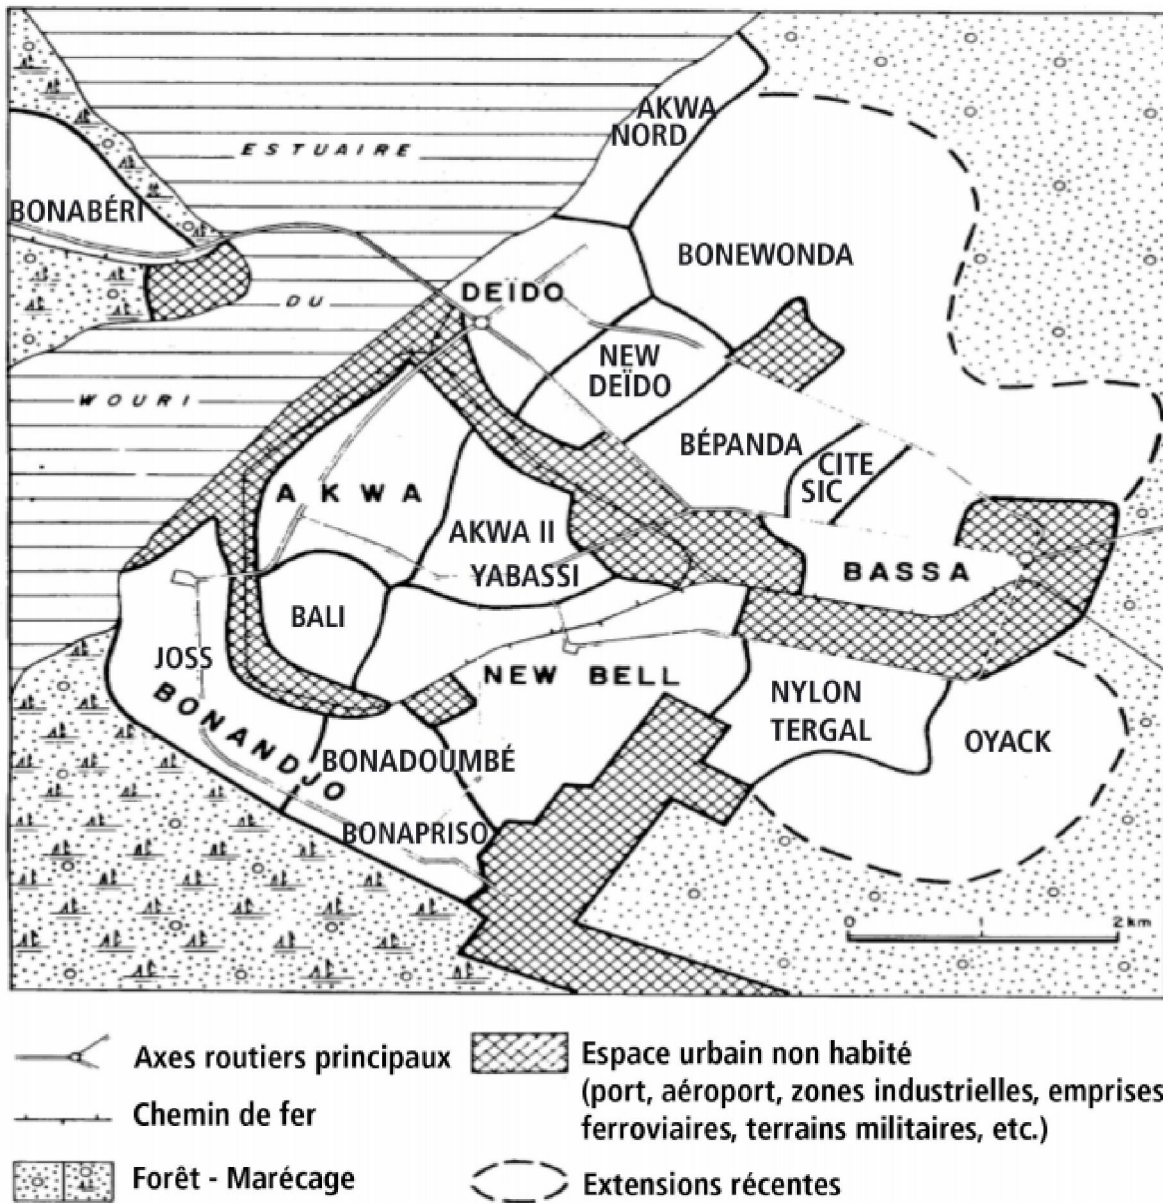 AKWA
NORD
ESTUAIRE
BONABÉRI
BONEWONDA
DEÏDO
DU
NEW
DEÏDO
WOURI
BÉPANDA
CITE
SIC
AKWA
AKWA II
YABASSI
BASSA
BALI
JOSS
NEW BELL
NYLON
TERGAL
BONANDJO
OYACK
BONADOUMBÉ
BONAPRISO
0 1 2 km
Axes routiers principaux
Chemin de fer
Forêt - Marécage
Espace urbain non habité
(port, aéroport, zones industrielles, emprises
ferroviaires, terrains militaires, etc.)
Extensions récentes